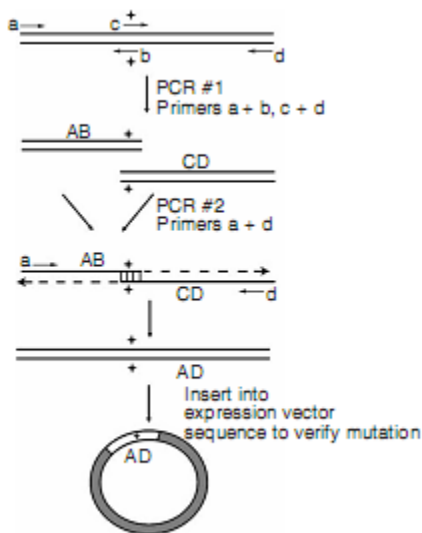 a c +
b d
+
PCR #1
Primers a + b, c + d
AB +
CD
+
PCR #2
Primers a + d
a AB +
+ CD d
+
+ AD
Insert into
expression vector
sequence to verify mutation
+
AD